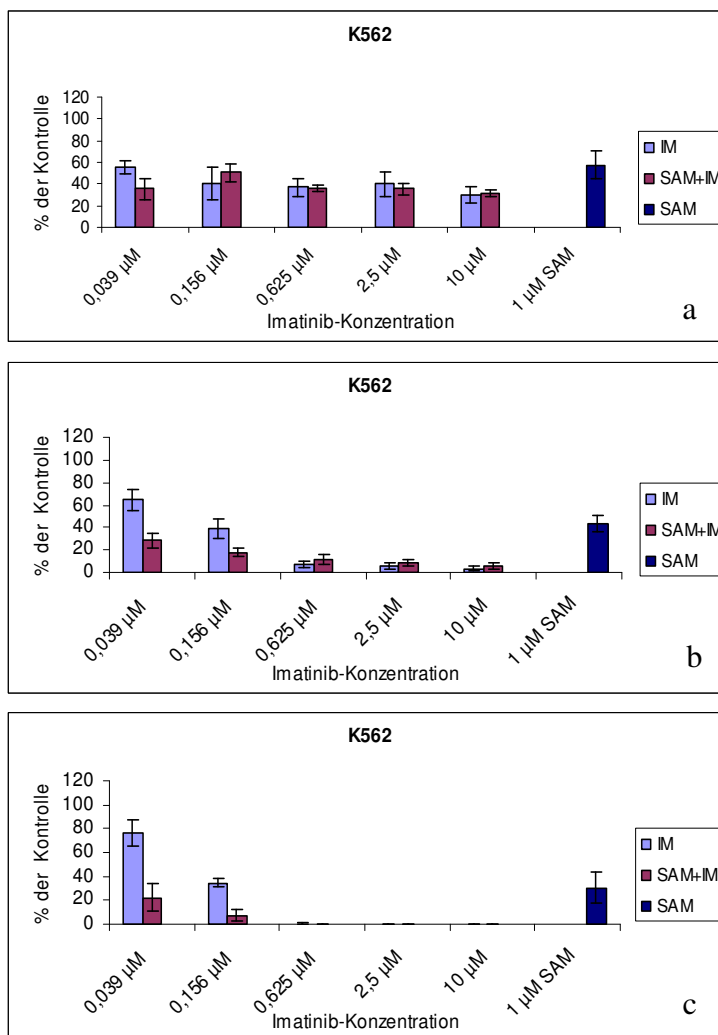 K562
120
100
80
60
40
20
0
% der Kontrolle
0,039 µM
0,156 µM
0,625 µM
2,5 µM
10 µM
1 µM SAM
Imatinib-Konzentration
IM
SAM+IM
SAM
a
K562
120
100
80
60
40
20
0
% der Kontrolle
0,039 µM
0,156 µM
0,625 µM
2,5 µM
10 µM
1 µM SAM
Imatinib-Konzentration
IM
SAM+IM
SAM
b
K562
120
100
80
60
40
20
0
% der Kontrolle
0,039 µM
0,156 µM
0,625 µM
2,5 µM
10 µM
1 µM SAM
Imatinib-Konzentration
IM
SAM+IM
SAM
c